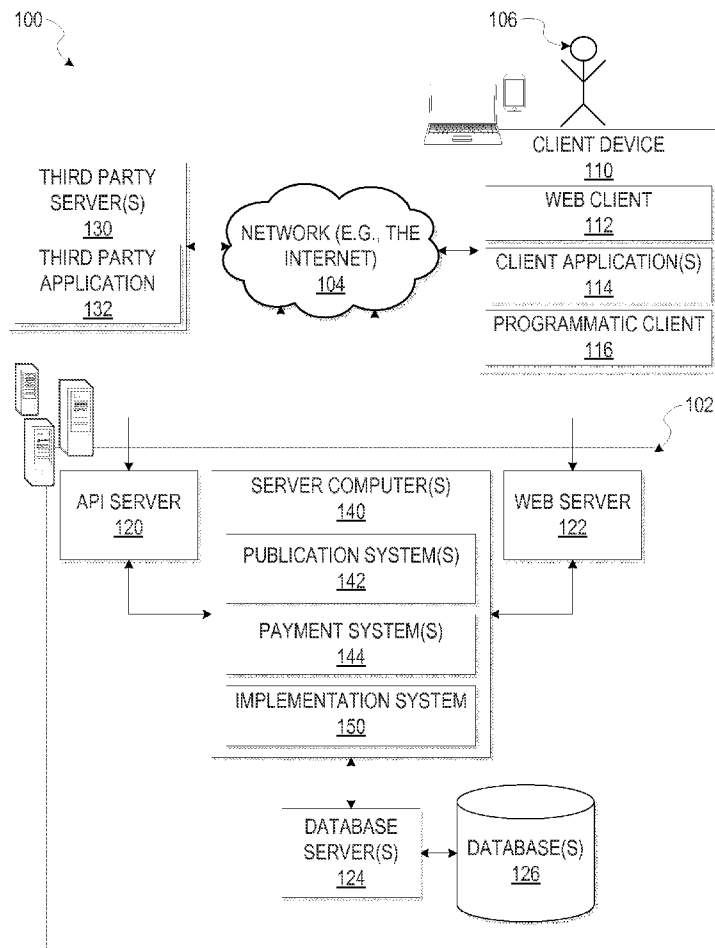 100
106
CLIENT DEVICE
110
WEB CLIENT
112
CLIENT APPLICATION(S)
114
PROGRAMMATIC CLIENT
116
THIRD PARTY
SERVER(S)
130
THIRD PARTY
APPLICATION
132
NETWORK (E.G., THE
INTERNET)
104
102
API SERVER
120
SERVER COMPUTER(S)
140
PUBLICATION SYSTEM(S)
142
PAYMENT SYSTEM(S)
144
IMPLEMENTATION SYSTEM
150
WEB SERVER
122
DATABASE
SERVER(S)
124
DATABASE(S)
126